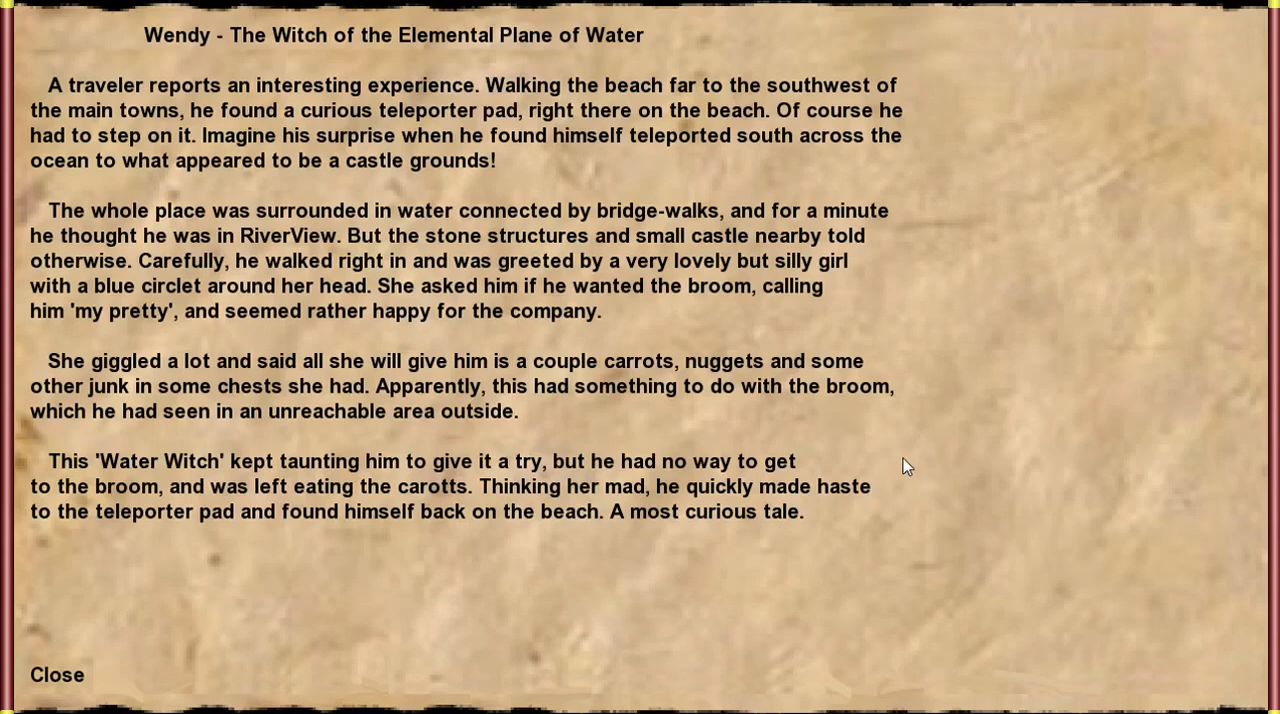 Wendy - The Witch of the Elemental Plane of Water
A traveler reports an interesting experience. Walking the beach far to the southwest of
the main towns, he found a curious teleporter pad, right there on the beach. Of course he
had to step on it. Imagine his surprise when he found himself teleported south across the
ocean to what appeared to be a castle grounds!
The whole place was surrounded in water connected by bridge-walks, and for a minute
he thought he was in RiverView. But the stone structures and small castle nearby told
otherwise. Carefully, he walked right in and was greeted by a very lovely but silly girl
with a blue circlet around her head. She asked him if he wanted the broom, calling
him 'my pretty', and seemed rather happy for the company.
She giggled a lot and said all she will give him is a couple carrots, nuggets and some
other junk in some chests she had. Apparently, this had something to do with the broom,
which he had seen in an unreachable area outside.
This 'Water Witch' kept taunting him to give it a try, but he had no way to get
to the broom, and was left eating the carotts. Thinking her mad, he quickly made haste
to the teleporter pad and found himself back on the beach. A most curious tale.
Close